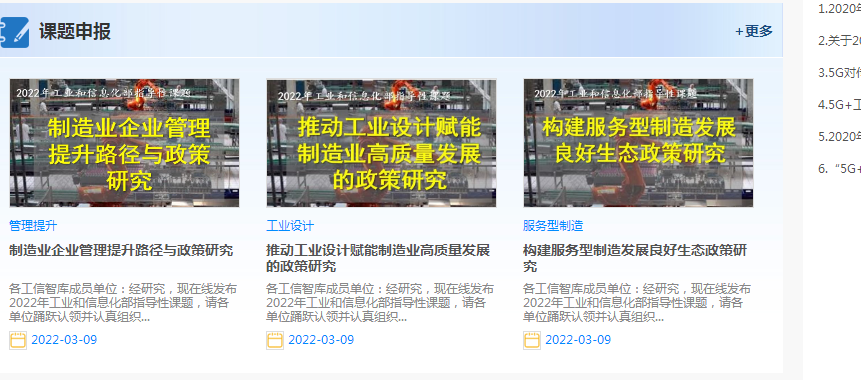 课题申报
+更多
2022年工业和信息化部指导性课题
制造业企业管理
提升路径与政策
研究
管理提升
制造业企业管理提升路径与政策研究
各工信智库成员单位：经研究，现在线发布
2022年工业和信息化部指导性课题，请各
单位踊跃认领并认真组织...
2022-03-09
2022年工业和信息化部指导性课题
推动工业设计赋能
制造业高质量发展
的政策研究
工业设计
推动工业设计赋能制造业高质量发展
的政策研究
各工信智库成员单位：经研究，现在线发布
2022年工业和信息化部指导性课题，请各
单位踊跃认领并认真组织...
2022-03-09
2022年工业和信息化部指导性课题
构建服务型制造发展
良好生态政策研究
服务型制造
构建服务型制造发展良好生态政策研
究
各工信智库成员单位：经研究，现在线发布
2022年工业和信息化部指导性课题，请各
单位踊跃认领并认真组织...
2022-03-09
1.2020年
2.关于20
3.5G对
4.5G+工
5.2020年
6.“5G+